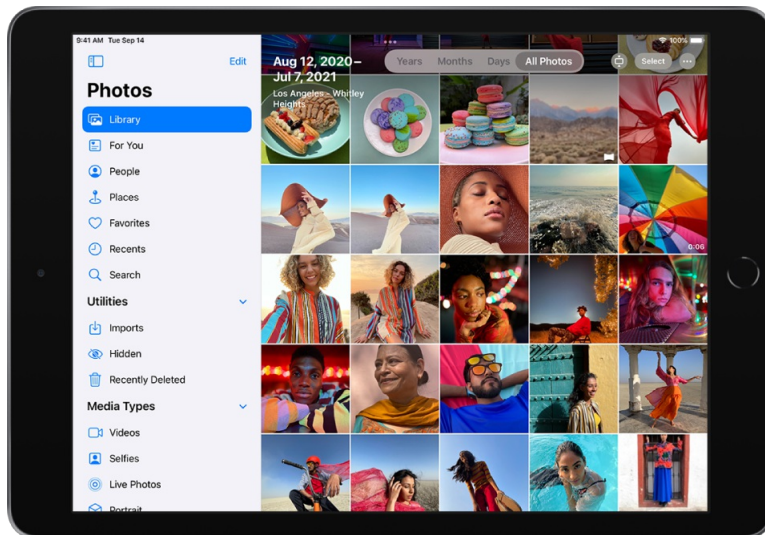 9:41 AM Tue Sep 14
100%
Edit
Photos
Library
For You
People
Places
Favorites
Recents
Search
Utilities
Imports
Hidden
Recently Deleted
Media Types
Videos
Selfies
Live Photos
Portrait
Aug 12, 2020–
Jul 7, 2021
Los Angeles - Whitley
Heights
Years Months Days All Photos
Select
0:06